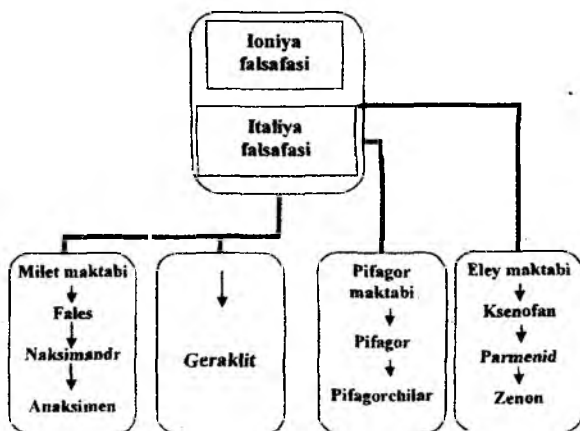 Ioniya
falsafasi
Italiya
falsafasi
Milet maktabi
Fales
Naksimandr
Anaksimen
Geraklit
Pifagor
maktabi
Pifagor
Pifagorchilar
Eley maktabi
Ksenofan
Parmenid
Zenon